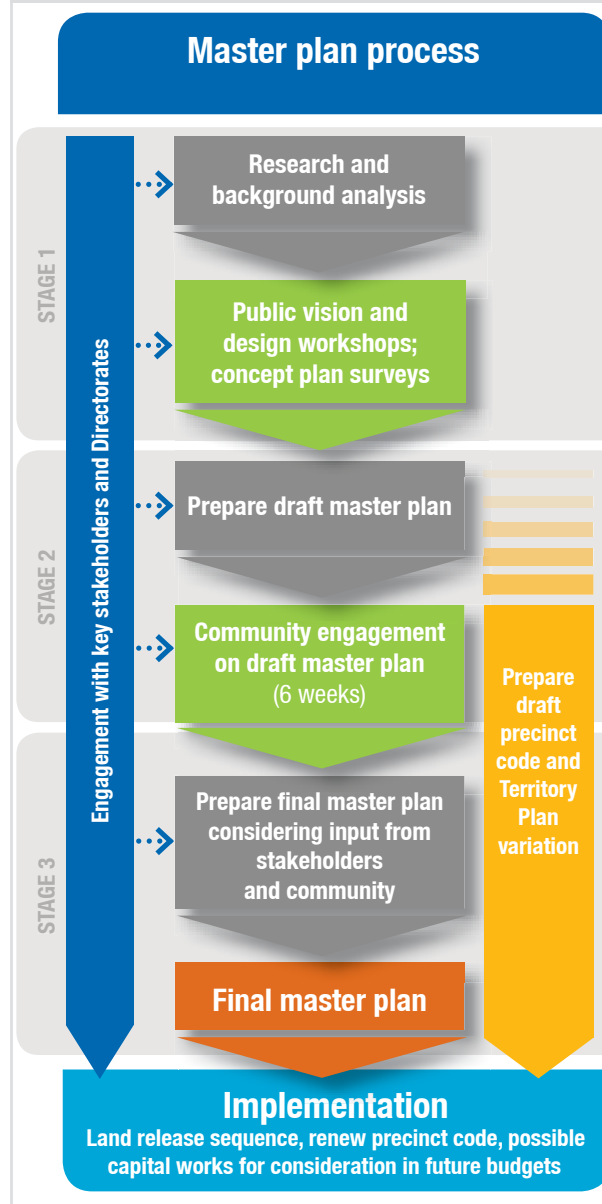 Master plan process
STAGE 1
Research and
background analysis
Public vision and
design workshops;
concept plan surveys
Engagement with key stakeholders and Directorates
STAGE 2
Prepare draft master plan
Community engagement
on draft master plan
(6 weeks)
Prepare
draft
precinct
code and
Territory
Plan
variation
STAGE 3
Prepare final master plan
considering input from
stakeholders
and community
Final master plan
Implementation
Land release sequence, renew precinct code, possible
capital works for consideration in future budgets